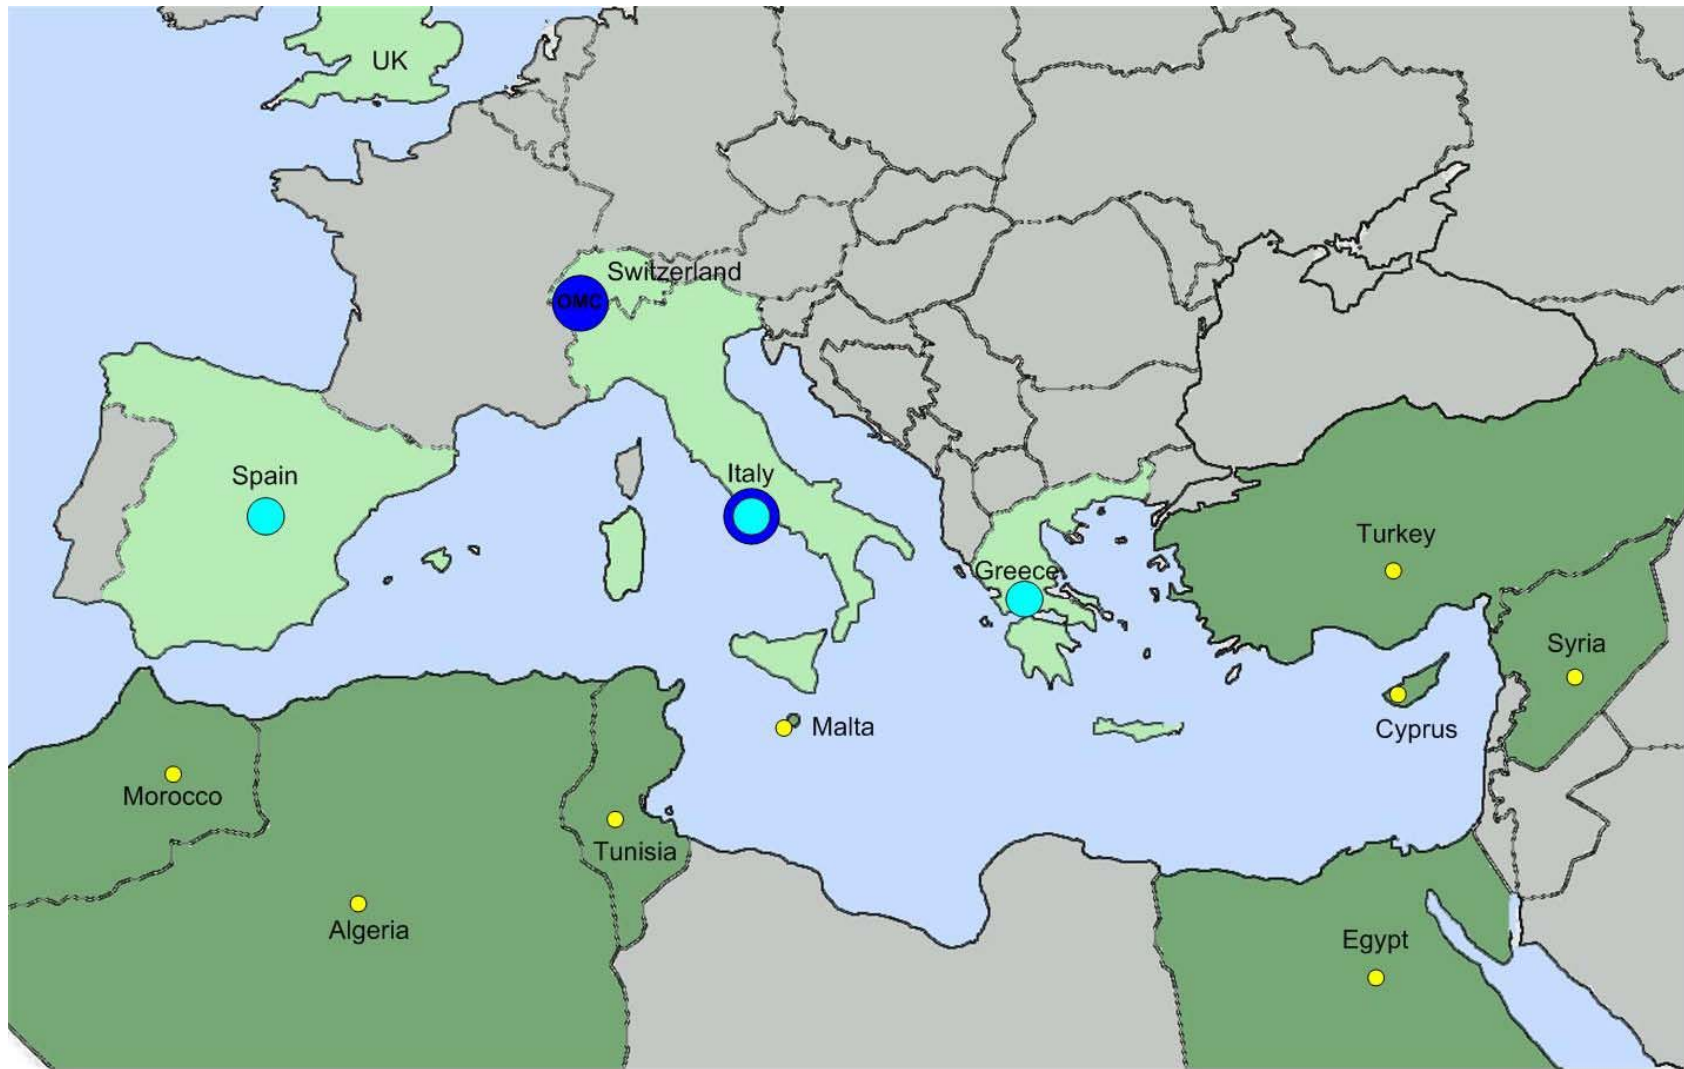 UK
Switzerland
OMC
Spain
Italy
Turkey
Greece
Syria
Malta
Cyprus
Morocco
Tunisia
Algeria
Egypt